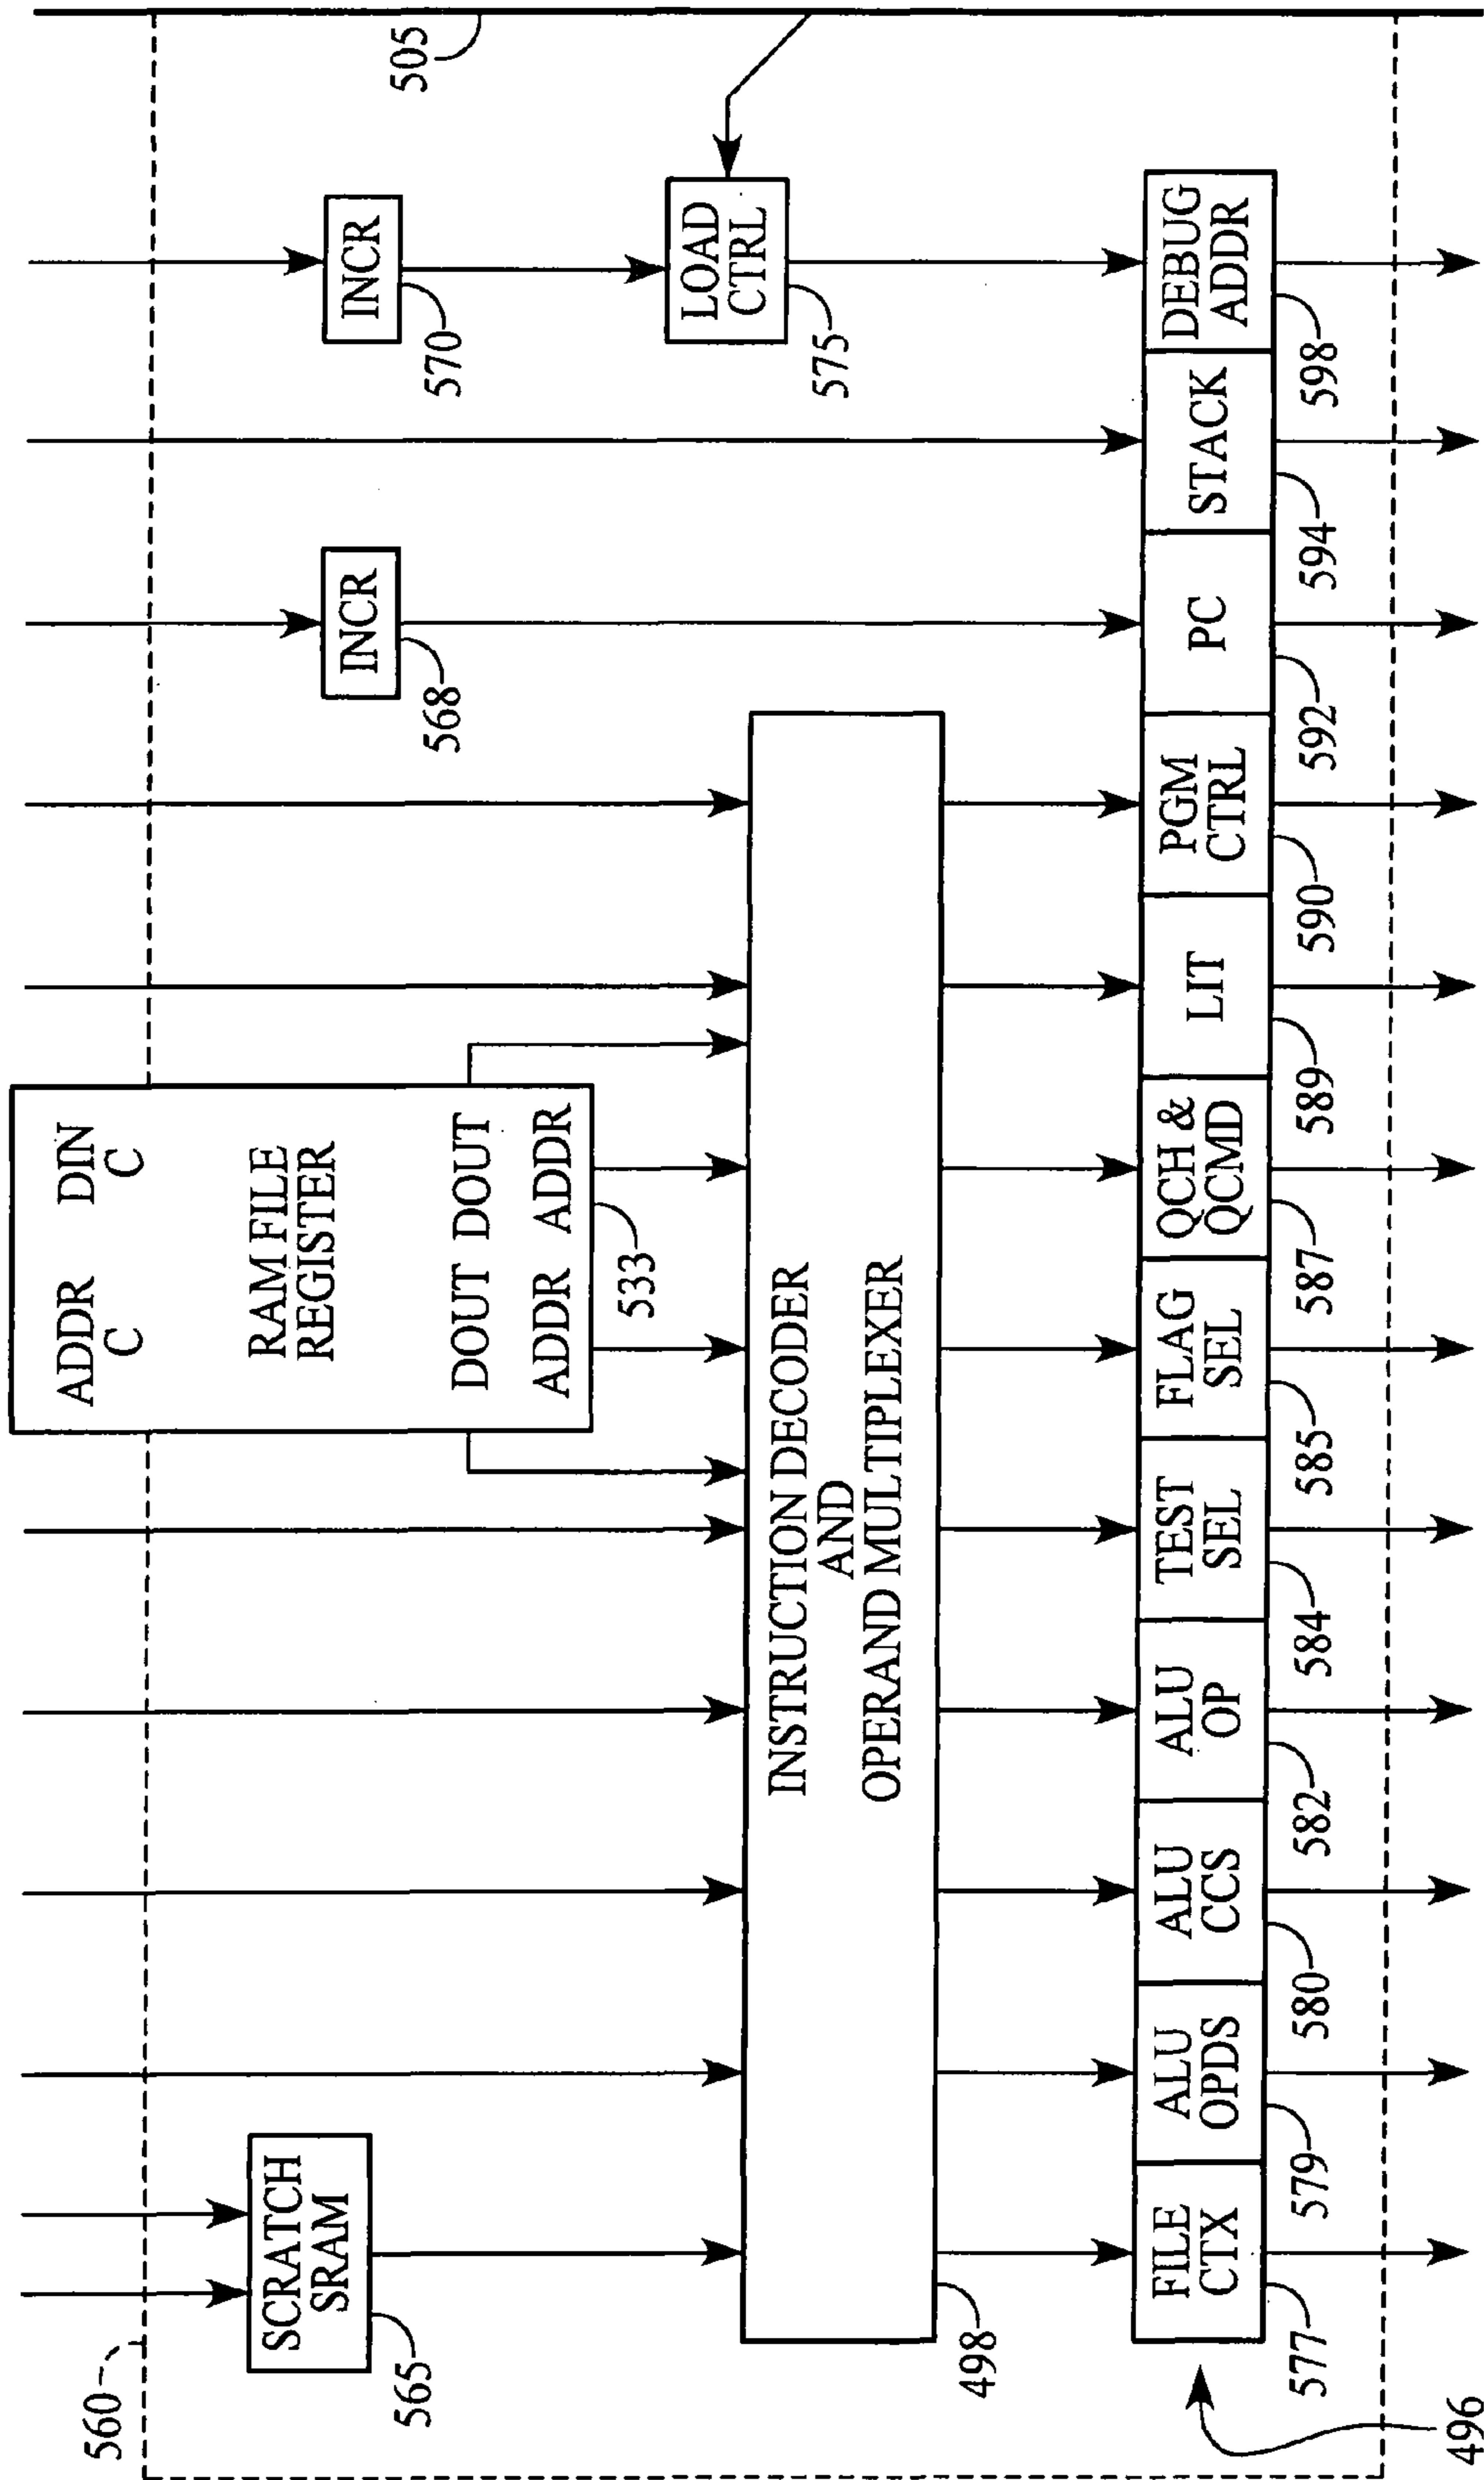 560
505
SCRATCH
SRAM
565
ADDR
C
DIN
C
RAM FILE
REGISTER
DOUT DOUT
ADDR ADDR
533
INCR
568
INCR
570
LOAD
CTRL
575
INSTRUCTION DECODER
AND
OPERAND MULTIPLEXER
498
496
FILE
CTX
577
ALU
OPDS
579
ALU
CCS
580
ALU
OP
582
TEST
SEL
584
FLAG
SEL
585
QCH &
QCMD
587
LIT
589
PGM
CTRL
590
PC
592
STACK
594
DEBUG
ADDR
598